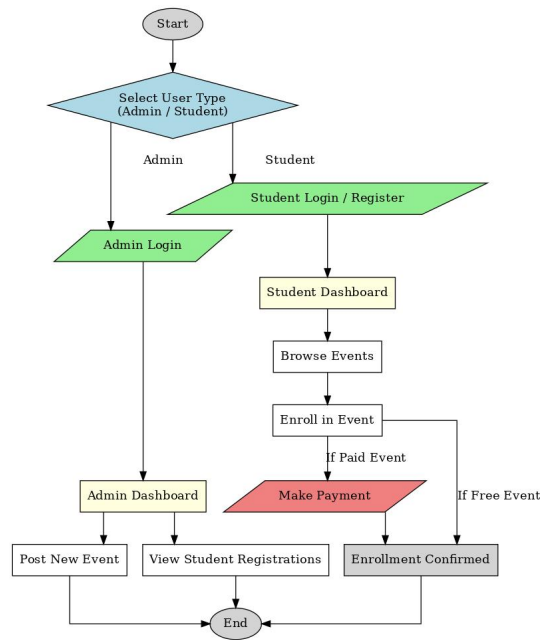 Start
Select User Type
(Admin / Student)
Admin
Student
Student Login / Register
Admin Login
Student Dashboard
Browse Events
Enroll in Event
If Paid Event
Admin Dashboard
Make Payment
If Free Event
Post New Event
View Student Registrations
Enrollment Confirmed
End